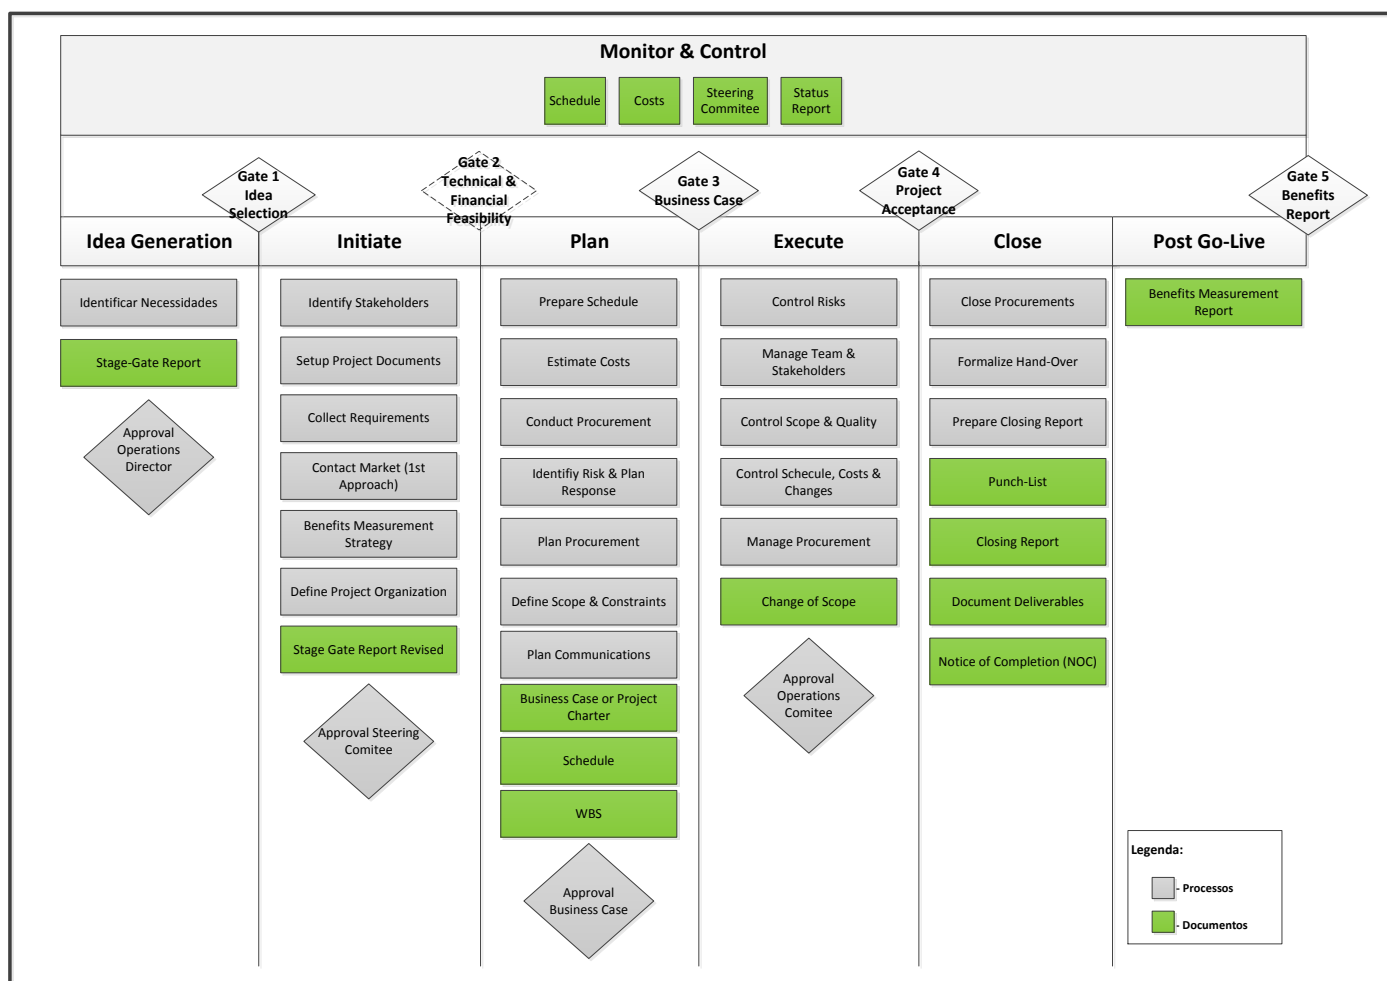 Monitor & Control
Schedule
Costs
Steering
Commitee
Status
Report
Gate 1
Idea
Selection
Gate 2
Technical &
Financial
Feasibility
Gate 3
Business Case
Gate 4
Project
Acceptance
Gate 5
Benefits
Report
Idea Generation
Initiate
Plan
Execute
Close
Post Go-Live
Identificar Necessidades
Stage-Gate Report
Approval
Operations
Director
Identify Stakeholders
Setup Project Documents
Collect Requirements
Contact Market (1st
Approach)
Benefits Measurement
Strategy
Define Project Organization
Stage Gate Report Revised
Approval Steering
Comitee
Prepare Schedule
Estimate Costs
Conduct Procurement
Identifiy Risk & Plan
Response
Plan Procurement
Define Scope & Constraints
Plan Communications
Business Case or Project
Charter
Schedule
WBS
Approval
Business Case
Control Risks
Manage Team &
Stakeholders
Control Scope & Quality
Control Schecule, Costs &
Changes
Manage Procurement
Change of Scope
Approval
Operations
Comitee
Close Procurements
Formalize Hand-Over
Prepare Closing Report
Punch-List
Closing Report
Document Deliverables
Notice of Completion (NOC)
Benefits Measurement
Report
Legenda:
- Processos
- Documentos